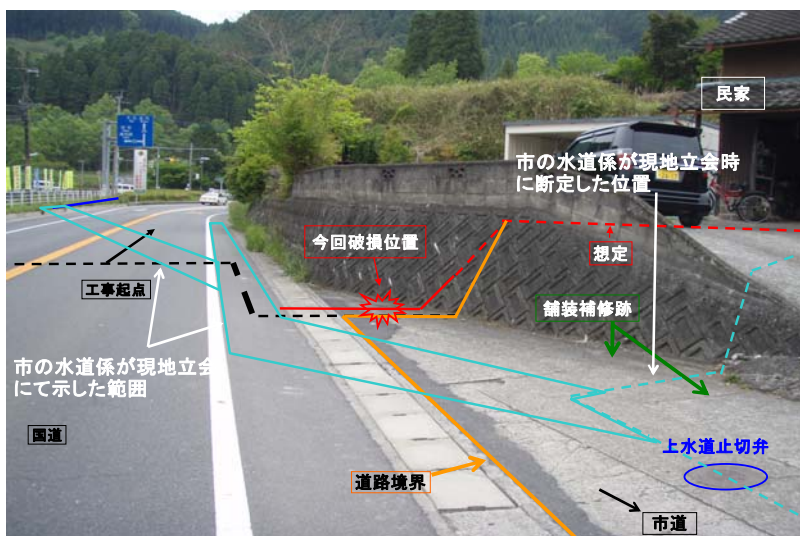 民家
市の水道係が現地立会時
に断定した位置
今回破損位置
想定
工事起点
舗装補修跡
市の水道係が現地立会
にて示した範囲
国道
上水道止切弁
道路境界
市道